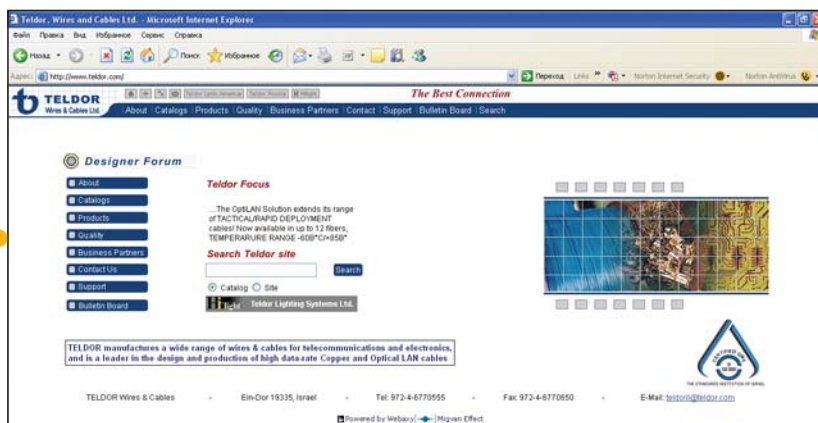 Teldor, Wires and Cables Ltd. - Microsoft Internet Explorer
Файл Правка Вид Избранное Сервис Справка
Назад Поиск Избранное
Адрес: http://www.teldor.com/ Переход Links » Norton Internet Security Norton AntiVirus
TELDOR
Wires & Cables Ltd.
Teldor Latin America Teldor Russia
The Best Connection
About Catalogs Products Quality Business Partners Contact Support Bulletin Board Search
Designer Forum
About
Catalogs
Products
Quality
Business Partners
Contact Us
Support
Bulletin Board
Teldor Focus
...The OptiLAN Solution extends its range
of TACTICAL/RAPID DEPLOYMENT
cables! Now available in up to 12 fibers,
TEMPERARURE RANGE -60B°C/+85B°
Search Teldor site
Search
Catalog Site
Teldor Lighting Systems Ltd.
TELDOR manufactures a wide range of wires & cables for telecommunications and electronics,
and is a leader in the design and production of high data-rate Copper and Optical LAN cables
THE STANDARDS INSTITUTION OF ISRAEL
TELDOR Wires & Cables - Ein-Dor 19335, Israel - Tel: 972-4-6770555 - Fax: 972-4-6770650 - E-Mail: teldoril@teldor.com
Powered by Webaxy | Migven Effect